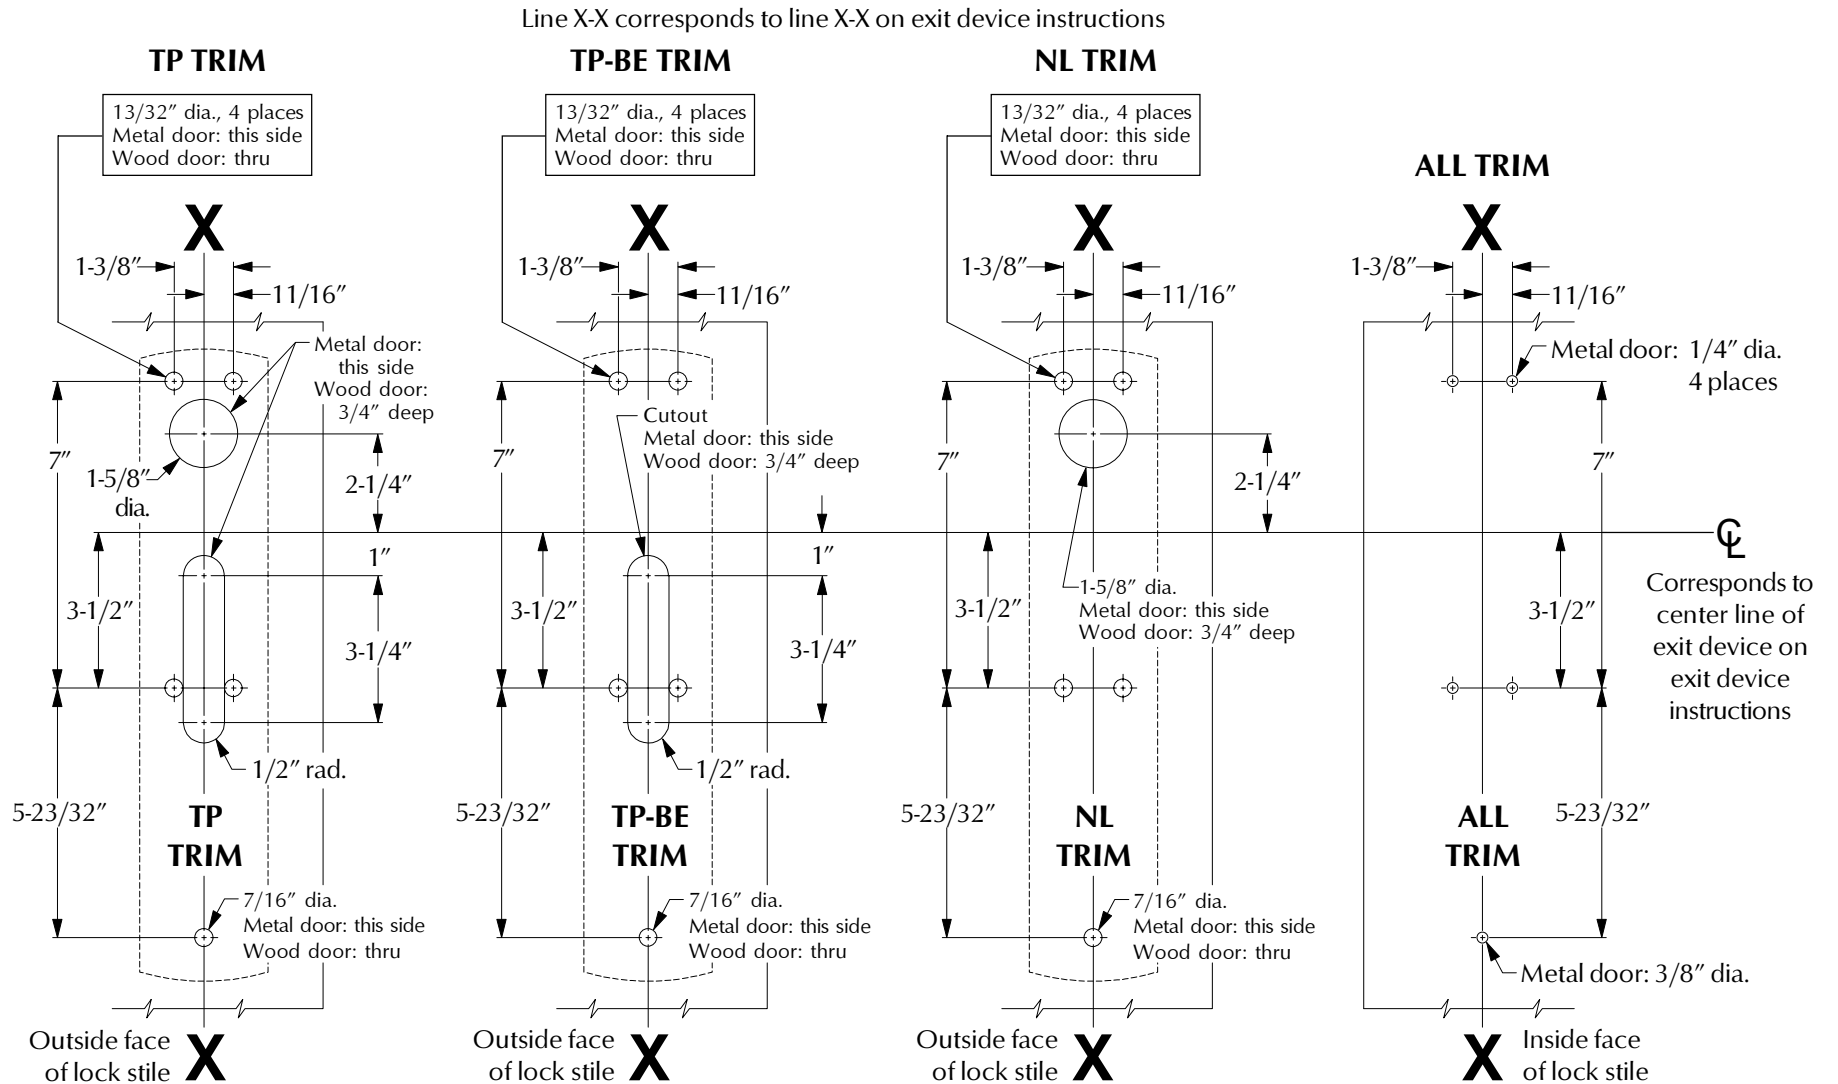 Line X-X corresponds to line X-X on exit device instructions
TP TRIM
13/32" dia., 4 places
Metal door: this side
Wood door: thru
X
1-3/8"
11/16"
Metal door:
this side
Wood door:
3/4" deep
7"
1-5/8"
dia.
2-1/4"
1"
3-1/2"
3-1/4"
1/2" rad.
5-23/32"
TP
TRIM
7/16" dia.
Metal door: this side
Wood door: thru
Outside face
of lock stile
X
TP-BE TRIM
13/32" dia., 4 places
Metal door: this side
Wood door: thru
X
1-3/8"
11/16"
Cutout
Metal door: this side
Wood door: 3/4" deep
7"
1"
3-1/2"
3-1/4"
1/2" rad.
5-23/32"
TP-BE
TRIM
7/16" dia.
Metal door: this side
Wood door: thru
Outside face
of lock stile
X
NL TRIM
13/32" dia., 4 places
Metal door: this side
Wood door: thru
X
1-3/8"
11/16"
7"
2-1/4"
1-5/8" dia.
Metal door: this side
Wood door: 3/4" deep
3-1/2"
5-23/32"
NL
TRIM
7/16" dia.
Metal door: this side
Wood door: thru
Outside face
of lock stile
X
ALL TRIM
X
1-3/8"
11/16"
Metal door: 1/4" dia.
4 places
7"
℄
Corresponds to
center line of
exit device on
exit device
instructions
3-1/2"
5-23/32"
ALL
TRIM
Metal door: 3/8" dia.
X
Inside face
of lock stile